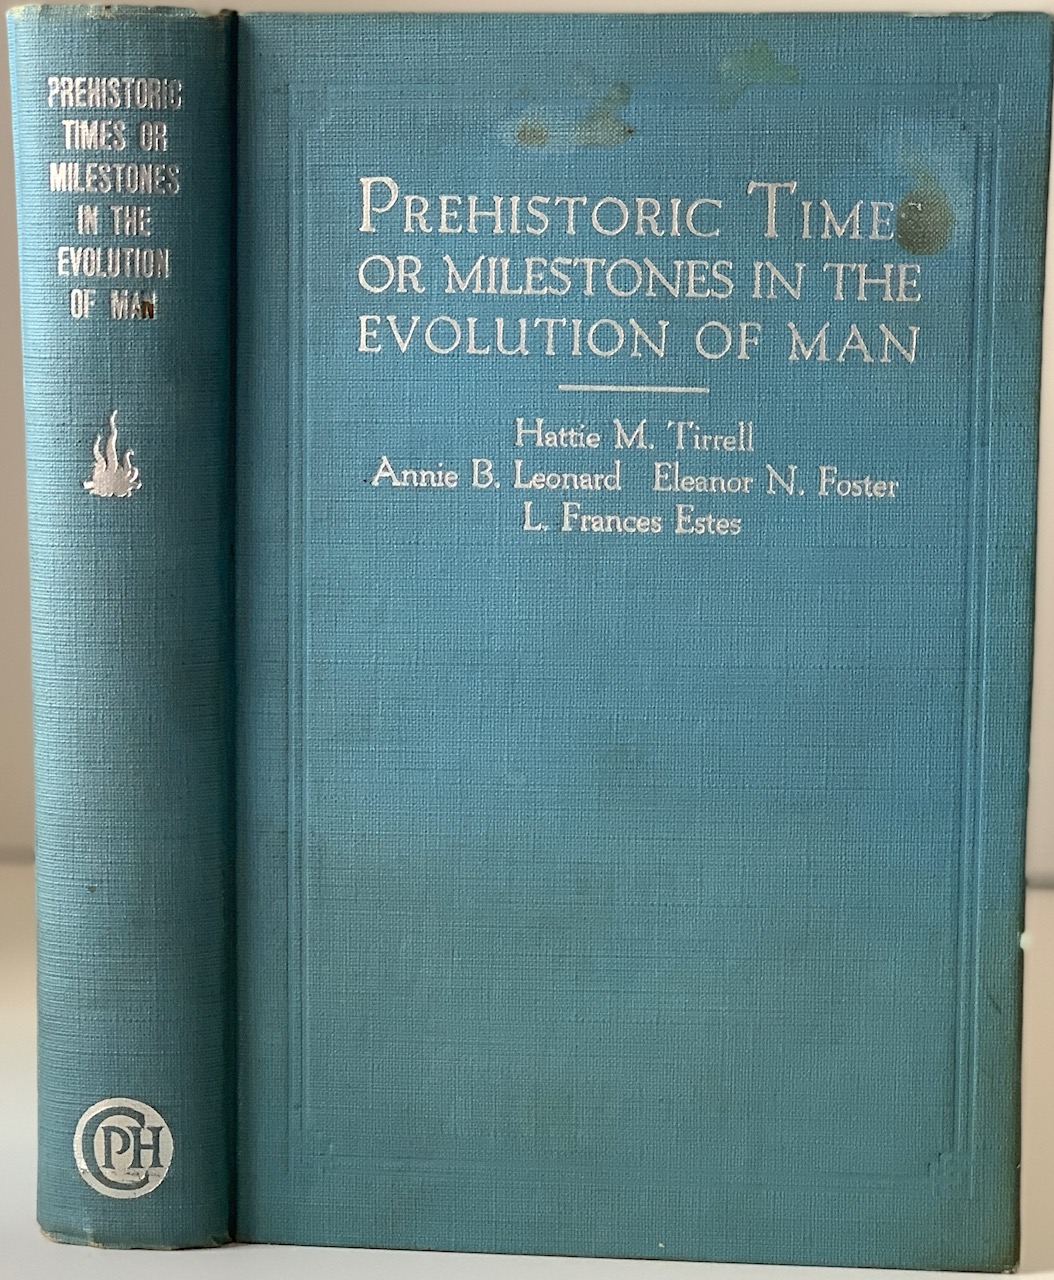 PREHISTORIC
TIMES OR
MILESTONES
IN THE
EVOLUTION
OF MAN
CPH
PREHISTORIC TIMES
OR MILESTONES IN THE
EVOLUTION OF MAN
Hattie M. Tirrell
Annie B. Leonard Eleanor N. Foster
L. Frances Estes